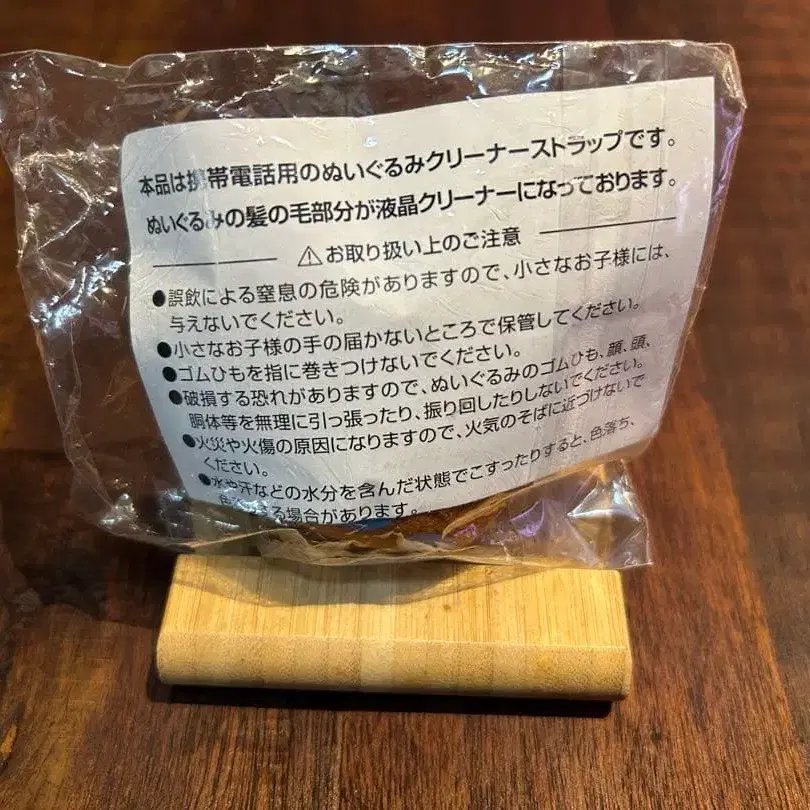 本品は携帯電話用のぬいぐるみクリーナーストラップです。
ぬいぐるみの髪の毛部分が液晶クリーナーになっております。
⚠お取り扱い上のご注意
●誤飲による窒息の危険がありますので、小さなお子様には、
与えないでください。
●小さなお子様の手の届かないところで保管してください。
●ゴムひもを指に巻きつけないでください。
●破損する恐れがありますので、ぬいぐるみのゴムひも、顔、頭、
胴体等を無理に引っ張ったり、振り回したりしないでください。
●火災や火傷の原因になりますので、火気のそばに近づけないで
ください。
●水や汗などの水分を含んだ状態でこすったりすると、色落ち、
る場合があります。